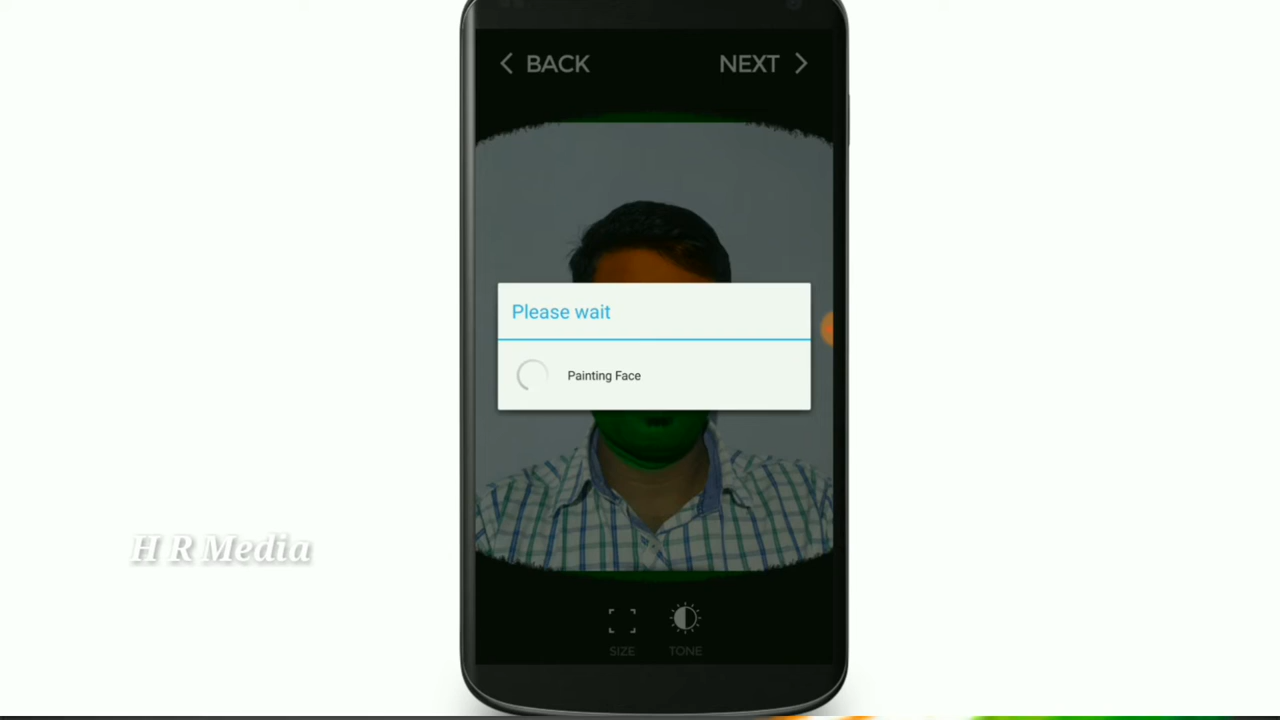 BACK NEXT
Please wait
Painting Face
H R Media
SIZE TONE